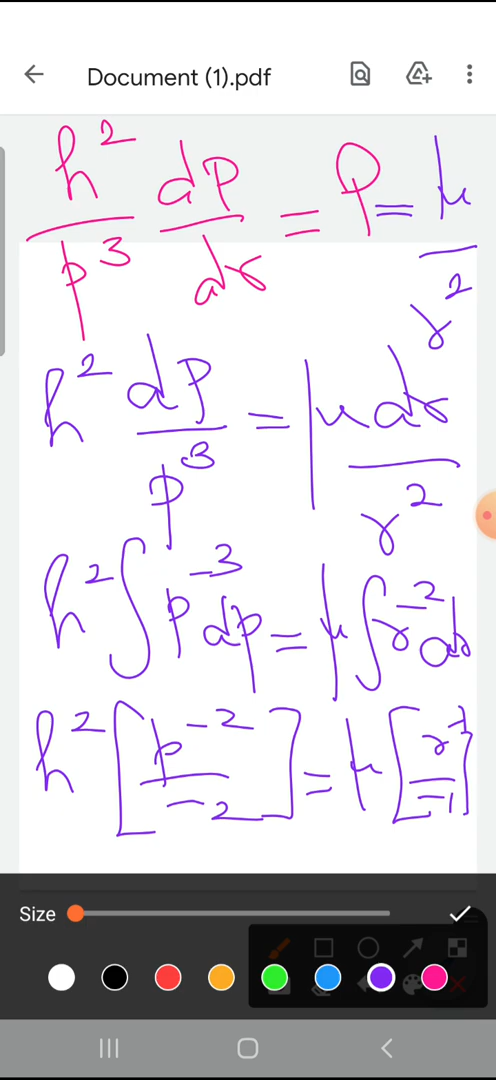 Document (1).pdf
h²/p³ dp/dr = P = μ/r²
h² dp/p³ = μdr/r²
h² ∫ p⁻³ dp = μ ∫ r⁻² dr
h² [p⁻²/-2] = μ [r⁻¹/-1]
Size